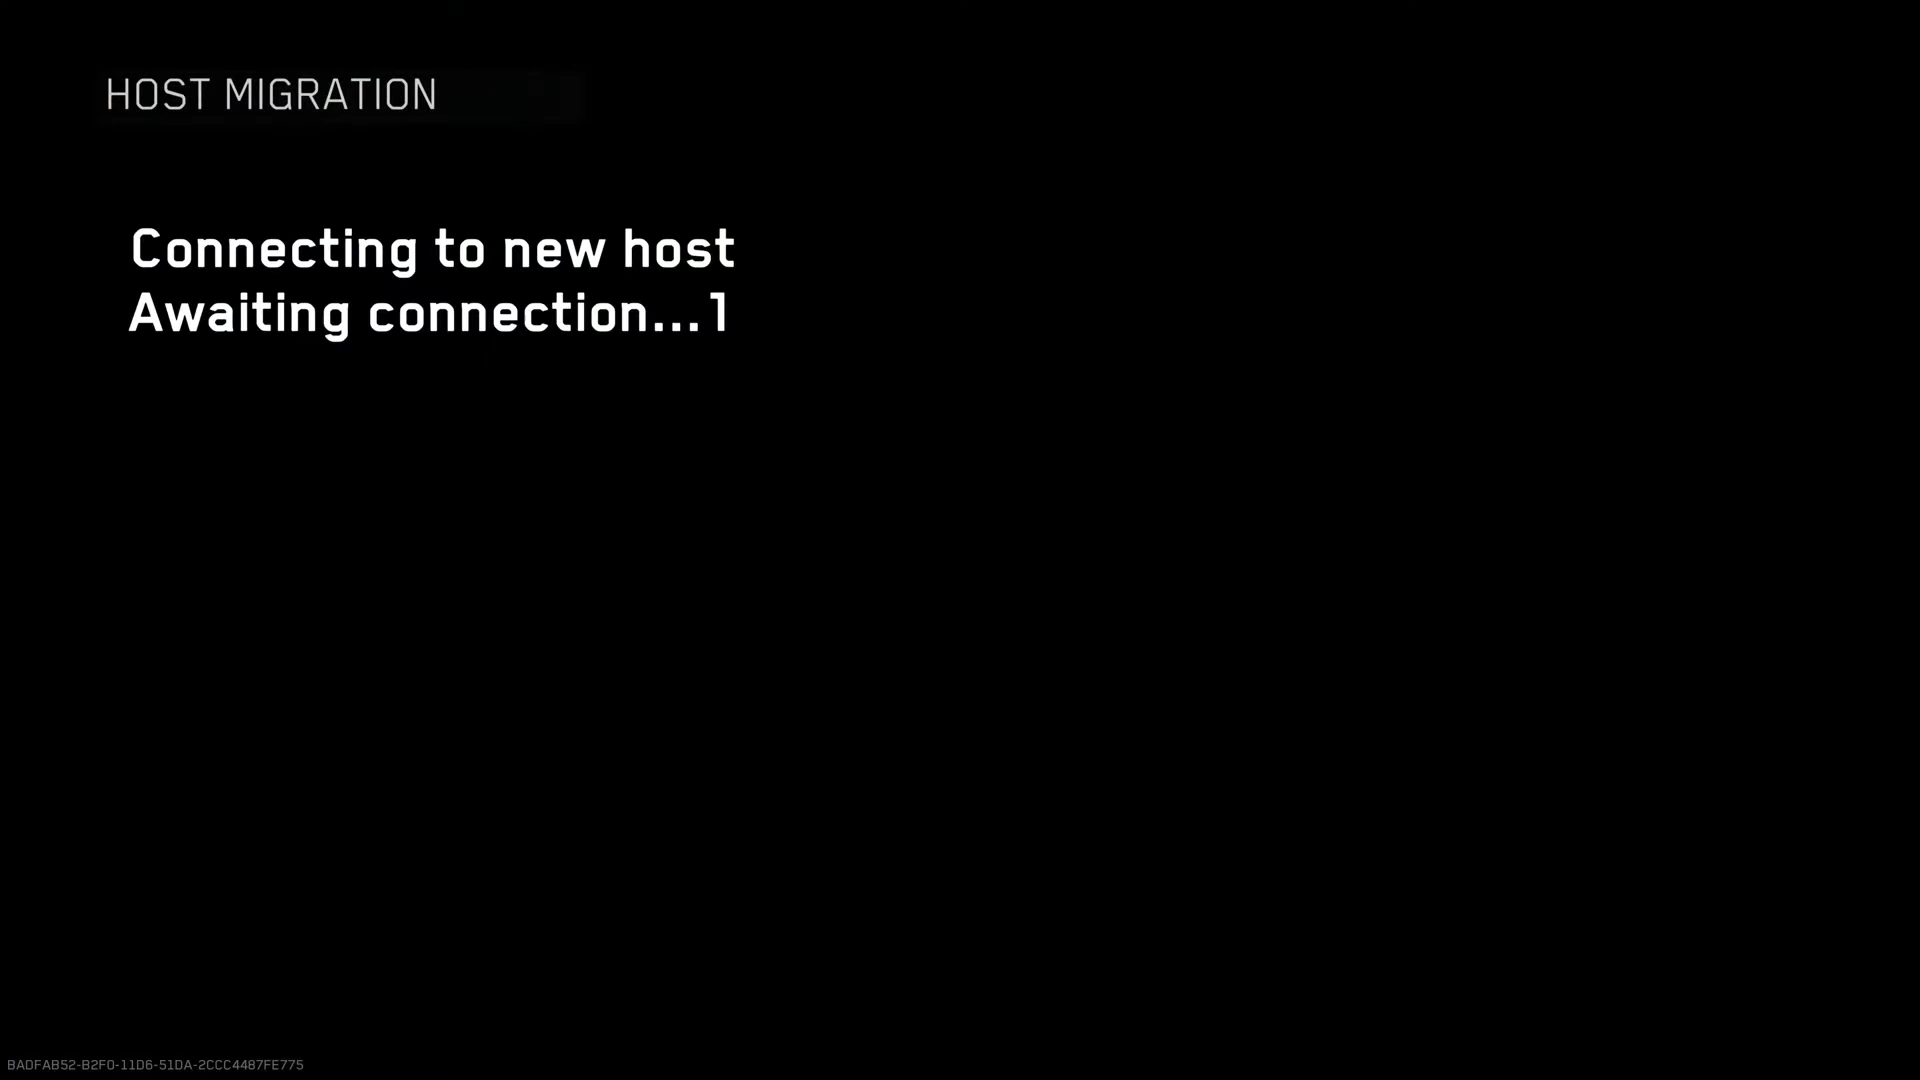 HOST MIGRATION
Connecting to new host
Awaiting connection...1
BADFAB52-B2F0-11D6-51DA-2CCC4487FE775